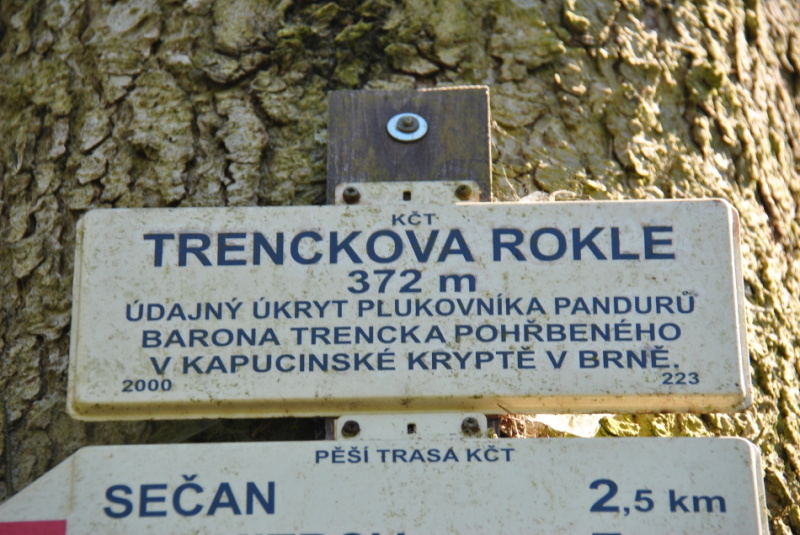 KČT
TRENCKOVA ROKLE
372 m
ÚDAJNÝ ÚKRYT PLUKOVNÍKA PANDURŮ
BARONA TRENCKA POHŘBENÉHO
V KAPUCINSKÉ KRYPTĚ V BRNĚ.
2000 223
PĚŠÍ TRASA KČT
SEČAN 2,5 km